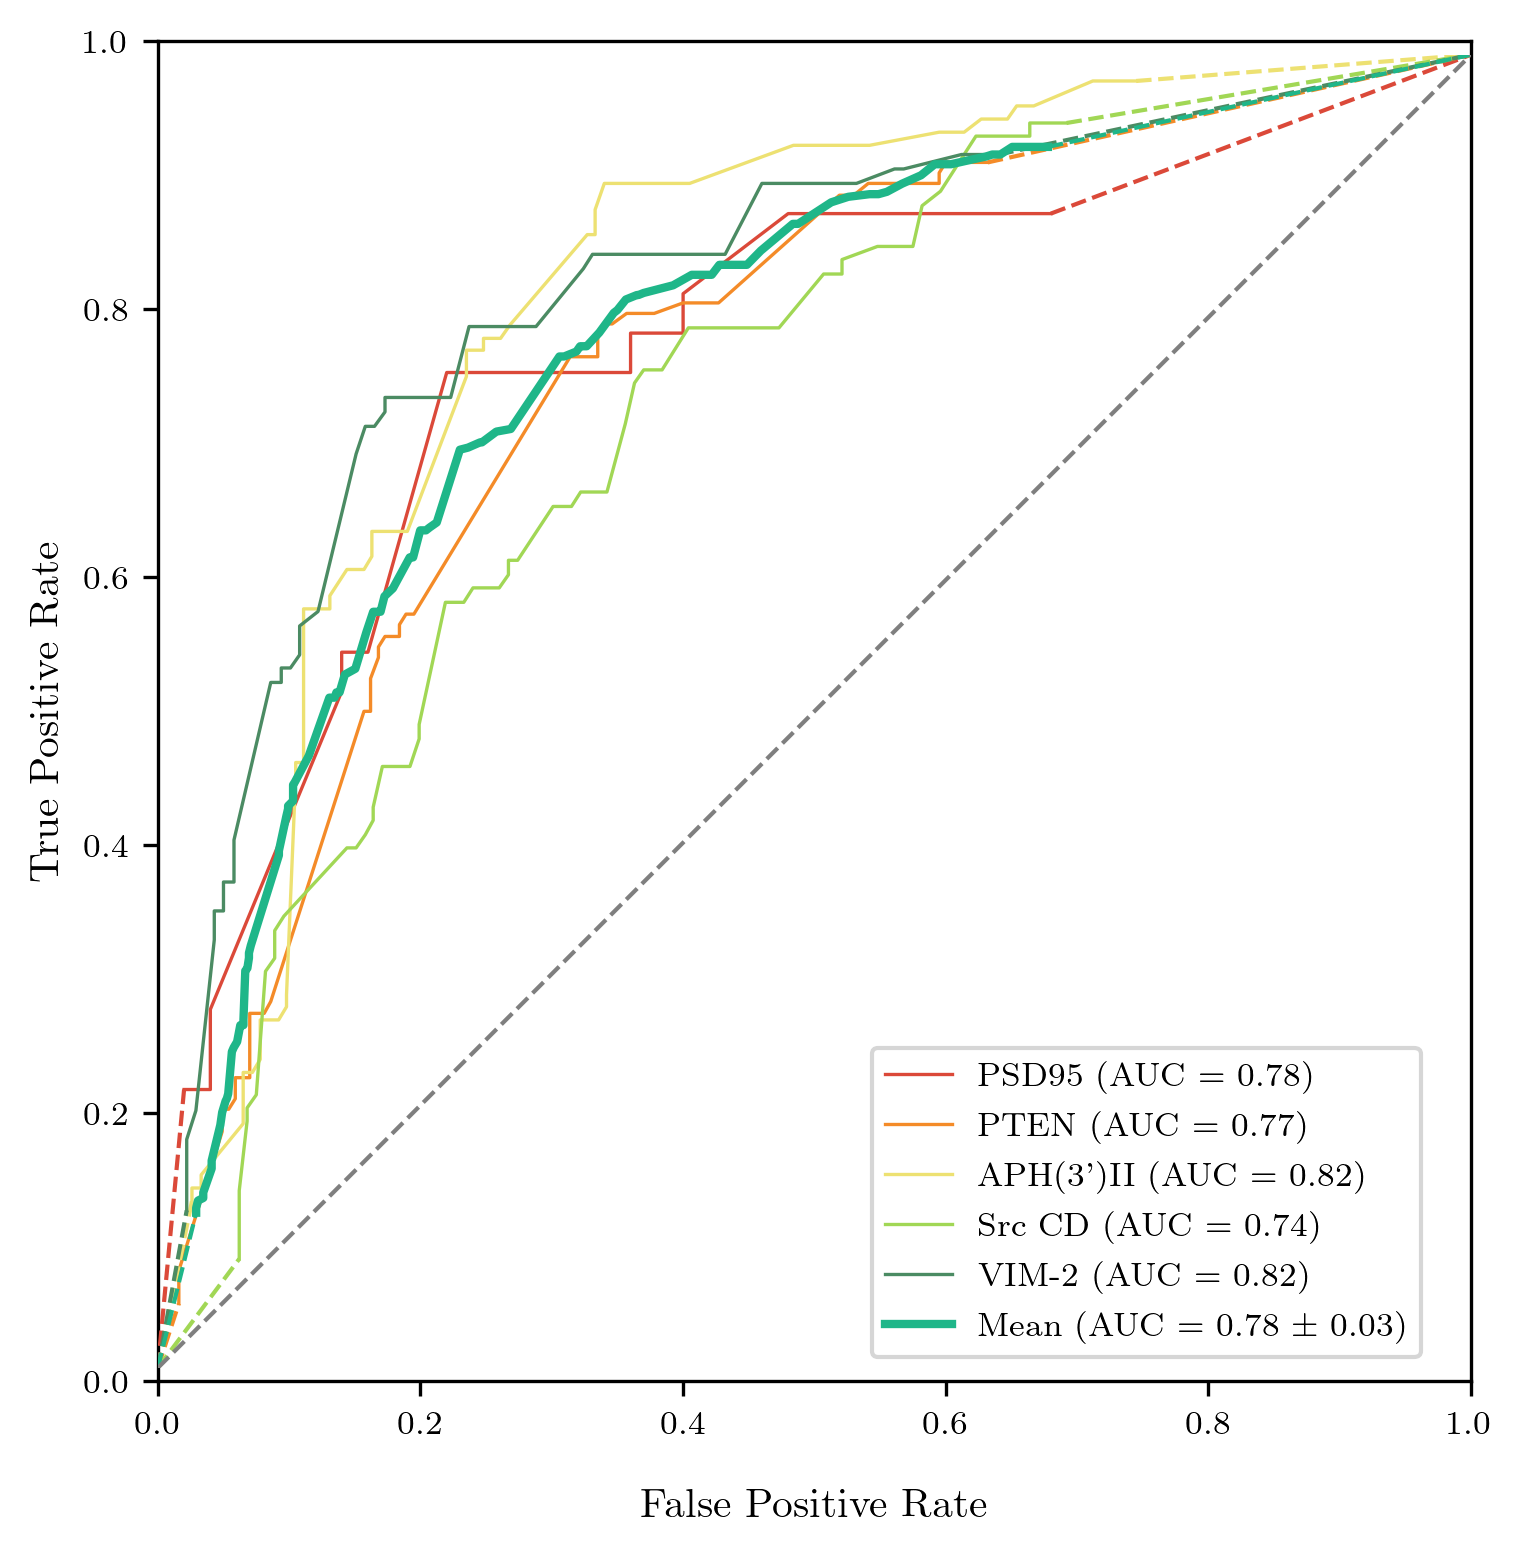 1.0
0.8
0.6
0.4
0.2
0.0
True Positive Rate
PSD95 (AUC = 0.78)
PTEN (AUC = 0.77)
APH(3')II (AUC = 0.82)
Src CD (AUC = 0.74)
VIM-2 (AUC = 0.82)
Mean (AUC = 0.78 ± 0.03)
0.0 0.2 0.4 0.6 0.8 1.0
False Positive Rate